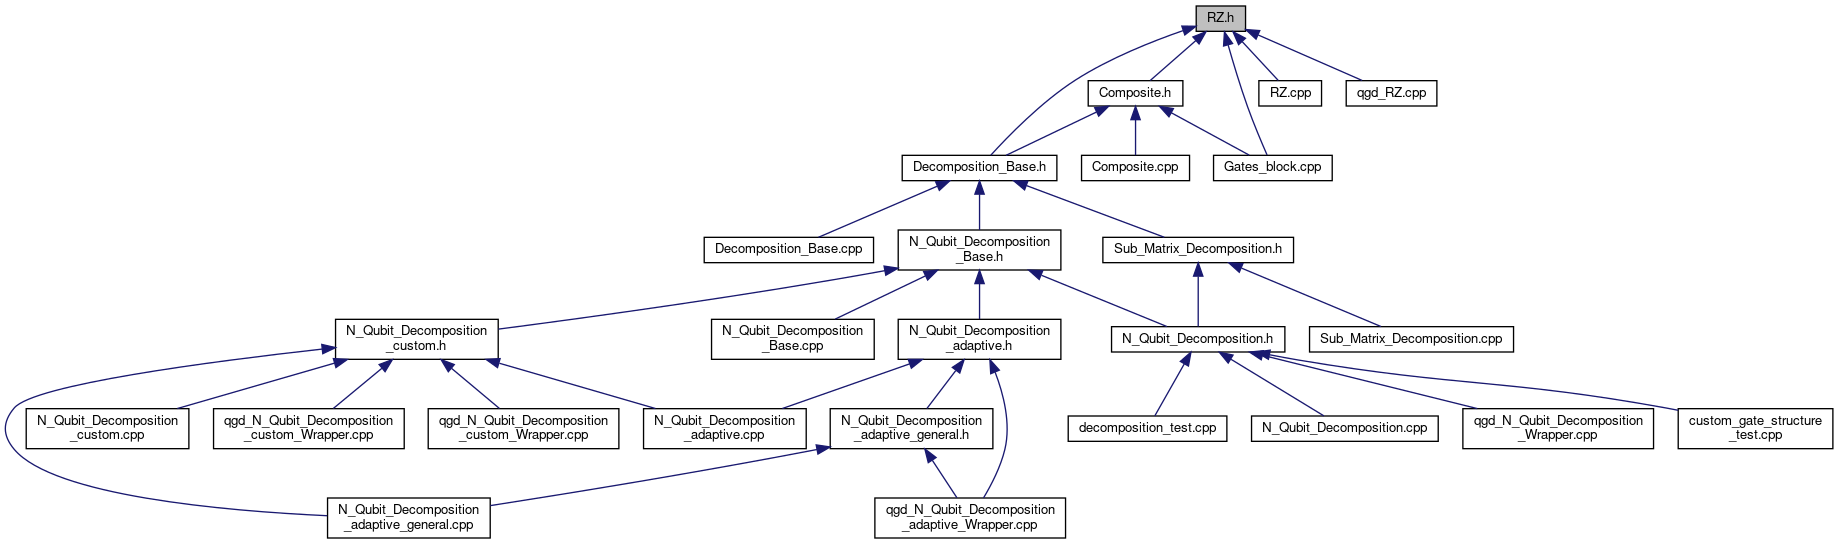 RZ.h
Composite.h
RZ.cpp
qgd_RZ.cpp
Decomposition_Base.h
Composite.cpp
Gates_block.cpp
Decomposition_Base.cpp
N_Qubit_Decomposition
_Base.h
Sub_Matrix_Decomposition.h
N_Qubit_Decomposition
_custom.h
N_Qubit_Decomposition
_Base.cpp
N_Qubit_Decomposition
_adaptive.h
N_Qubit_Decomposition.h
Sub_Matrix_Decomposition.cpp
N_Qubit_Decomposition
_custom.cpp
qgd_N_Qubit_Decomposition
_custom_Wrapper.cpp
qgd_N_Qubit_Decomposition
_custom_Wrapper.cpp
N_Qubit_Decomposition
_adaptive.cpp
N_Qubit_Decomposition
_adaptive_general.h
decomposition_test.cpp
N_Qubit_Decomposition.cpp
qgd_N_Qubit_Decomposition
_Wrapper.cpp
custom_gate_structure
_test.cpp
N_Qubit_Decomposition
_adaptive_general.cpp
qgd_N_Qubit_Decomposition
_adaptive_Wrapper.cpp